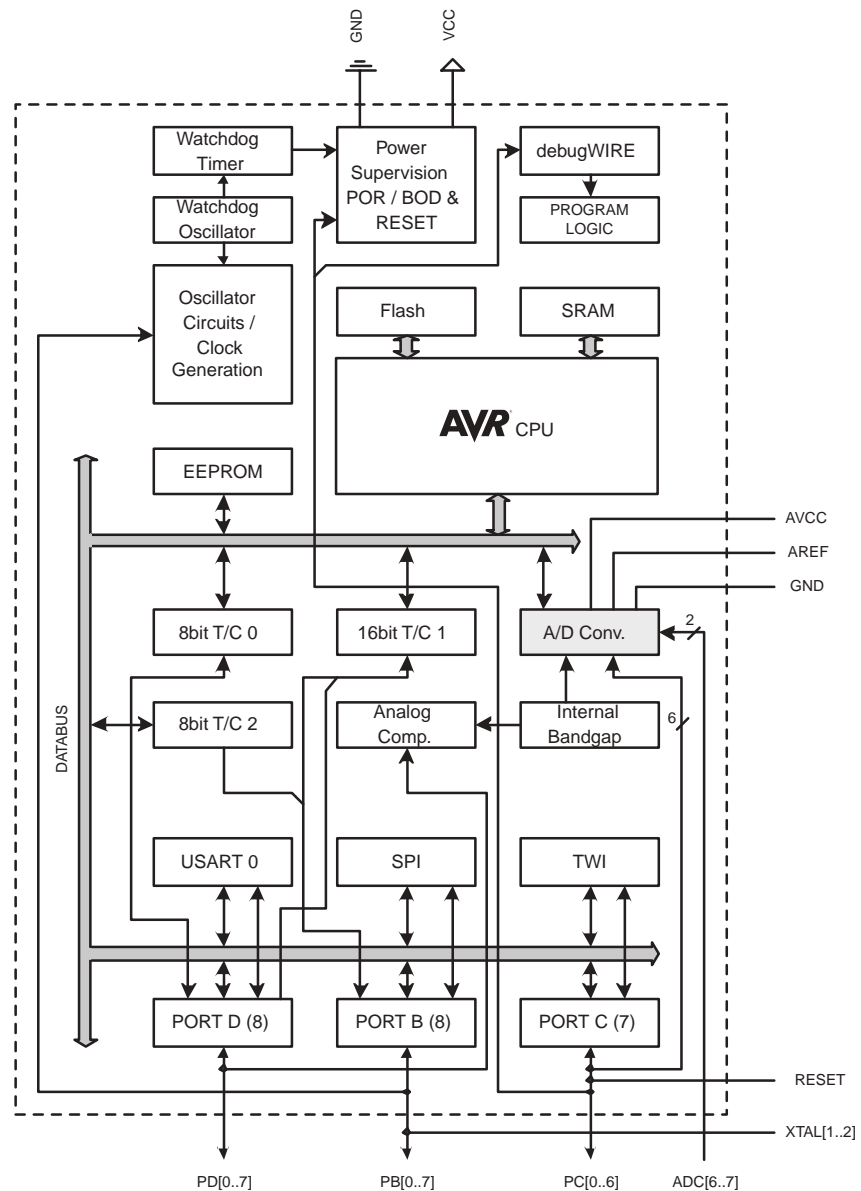 GND
VCC
Watchdog
Timer
Power
Supervision
POR / BOD &
RESET
debugWIRE
Watchdog
Oscillator
PROGRAM
LOGIC
Oscillator
Circuits /
Clock
Generation
Flash
SRAM
AVR CPU
EEPROM
AVCC
AREF
GND
8bit T/C 0
16bit T/C 1
A/D Conv.
2
DATABUS
8bit T/C 2
Analog
Comp.
Internal
Bandgap
6
USART 0
SPI
TWI
PORT D (8)
PORT B (8)
PORT C (7)
RESET
XTAL[1..2]
PD[0..7]
PB[0..7]
PC[0..6]
ADC[6..7]